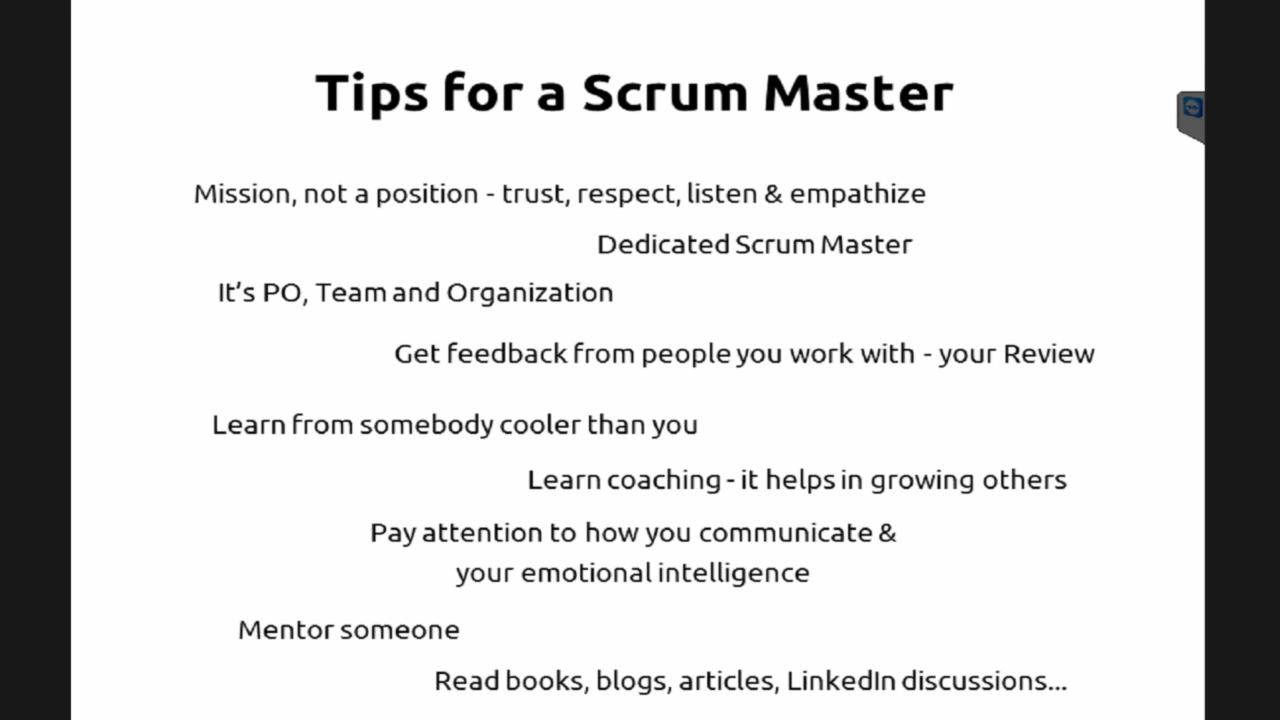 Tips for a Scrum Master
Mission, not a position - trust, respect, listen & empathize
Dedicated Scrum Master
It's PO, Team and Organization
Get feedback from people you work with - your Review
Learn from somebody cooler than you
Learn coaching - it helps in growing others
Pay attention to how you communicate &
your emotional intelligence
Mentor someone
Read books, blogs, articles, LinkedIn discussions...